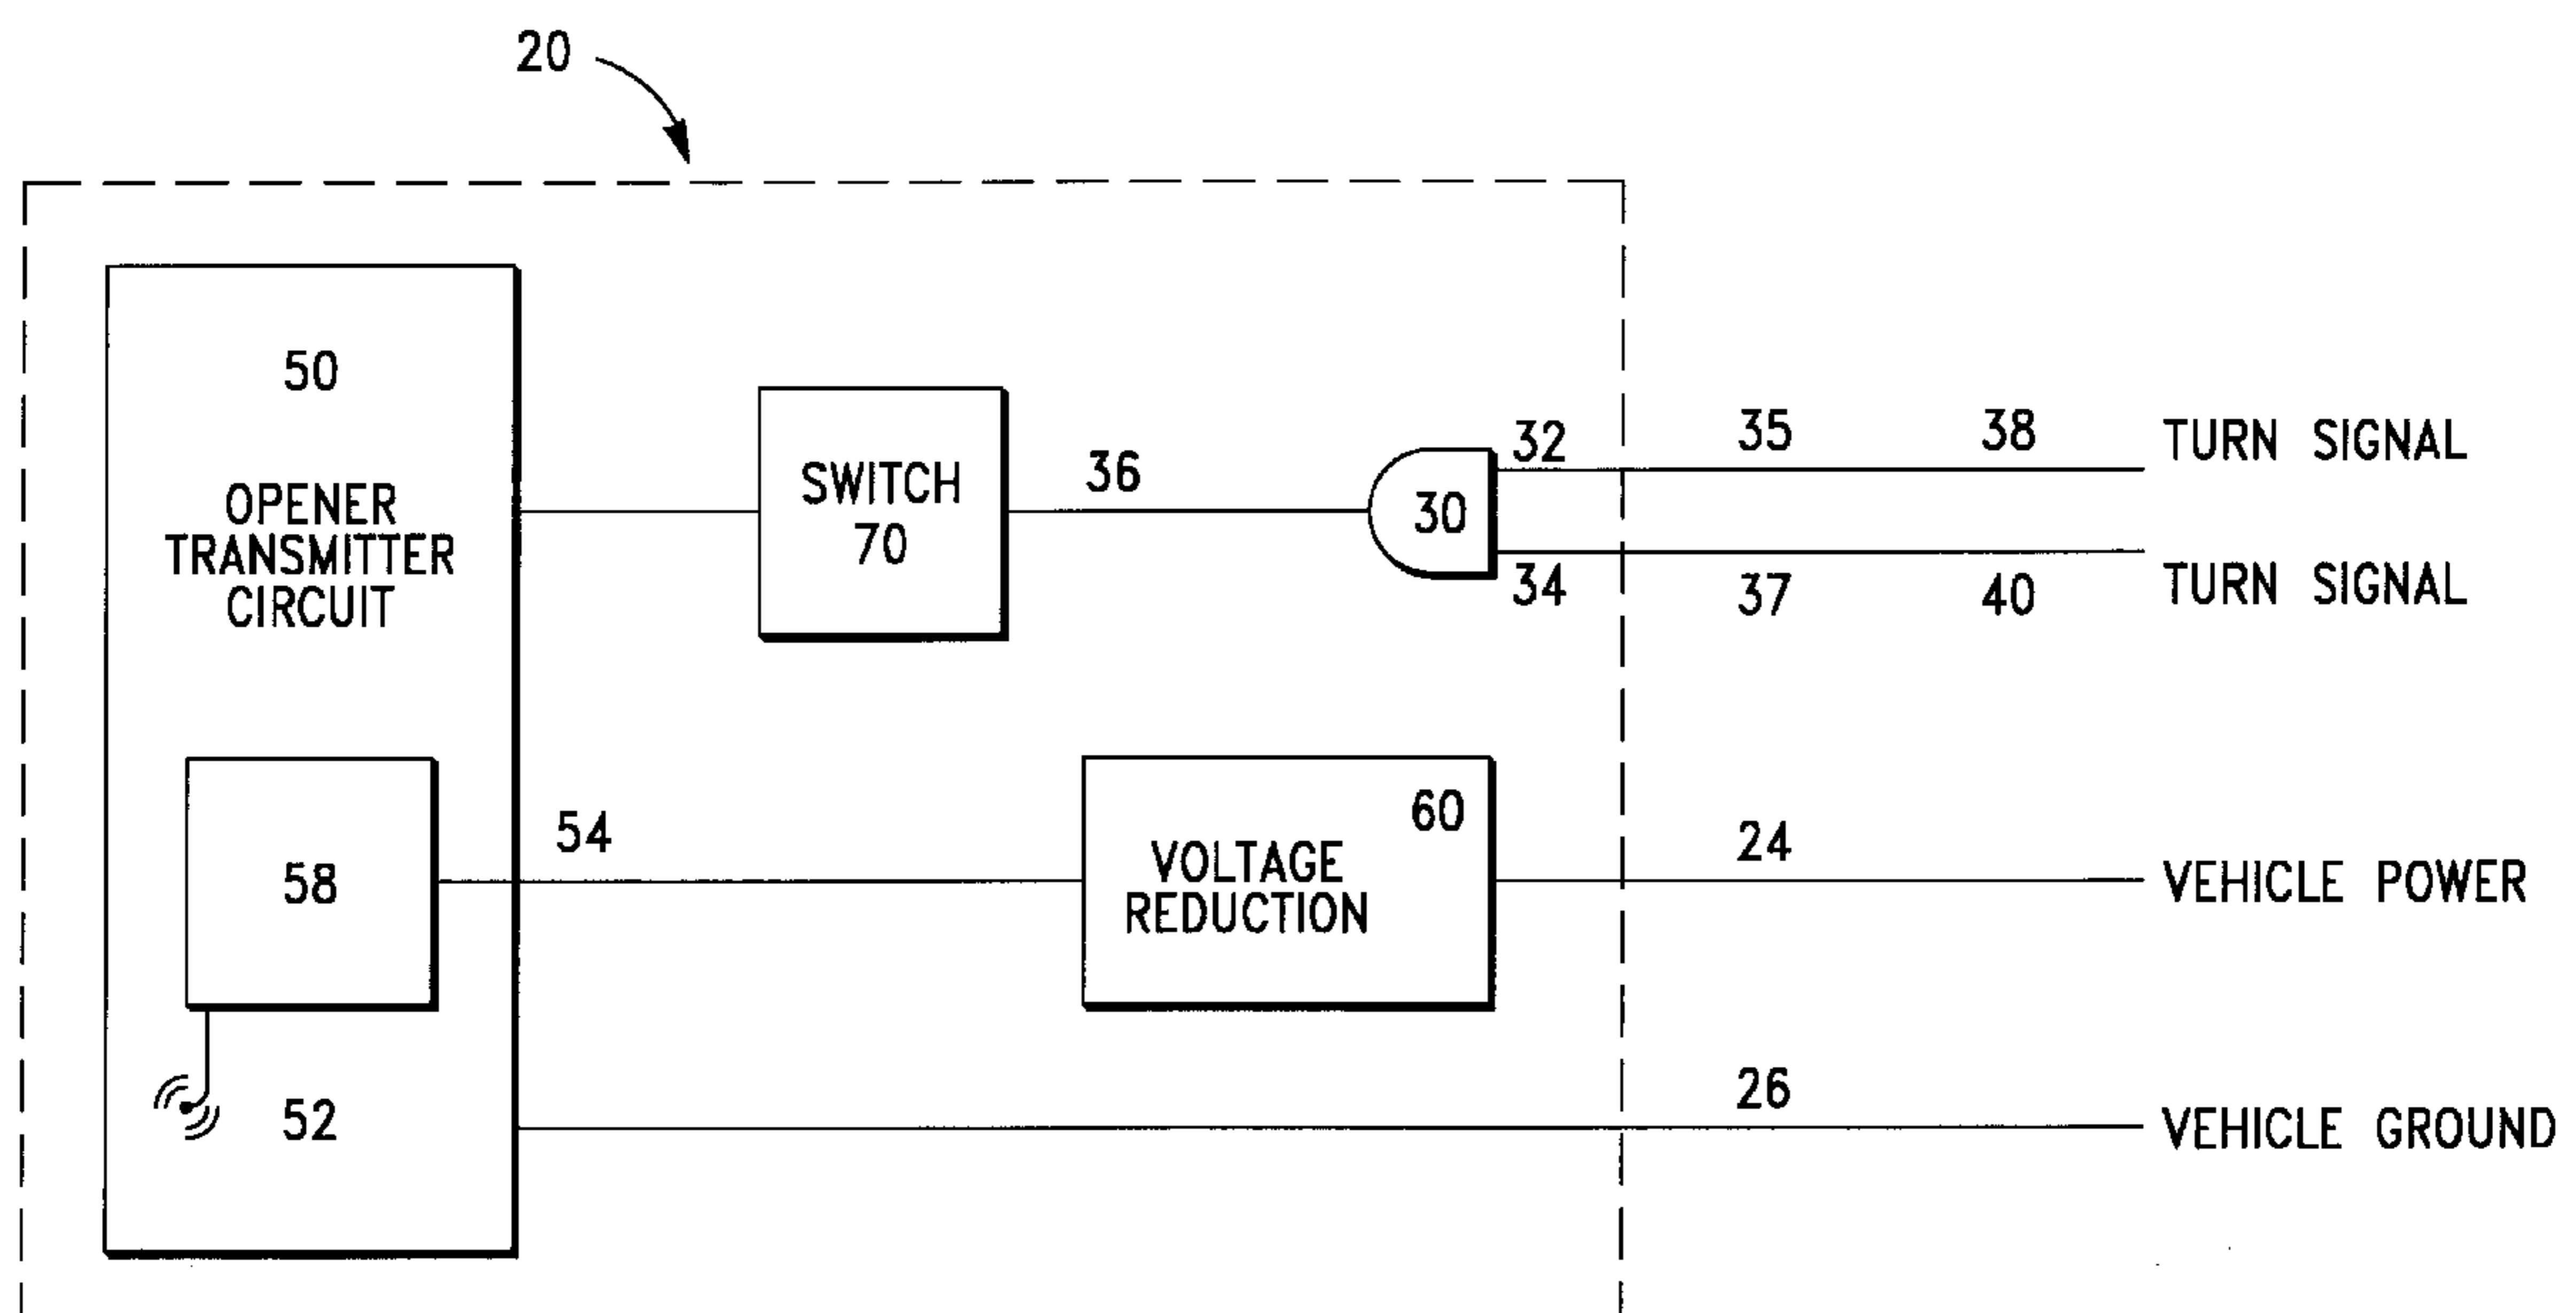 20
50
OPENER
TRANSMITTER
CIRCUIT
SWITCH
70
36
30
32
34
35
38
TURN SIGNAL
37
40
TURN SIGNAL
58
54
60
VOLTAGE
REDUCTION
24
VEHICLE POWER
52
26
VEHICLE GROUND